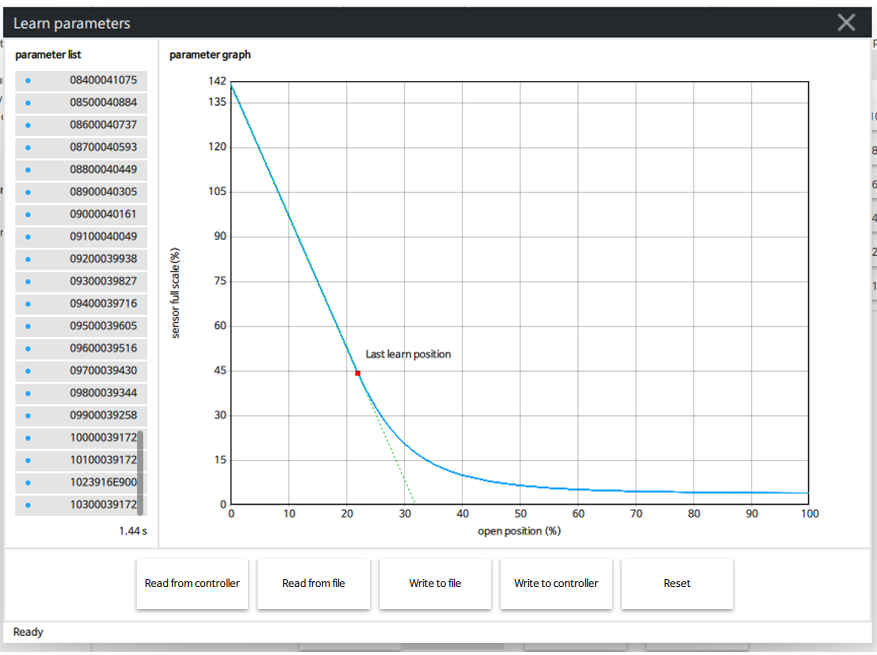 Learn parameters
parameter list
08400041075
08500040884
08600040737
08700040593
08800040449
08900040305
09000040161
09100040049
09200039938
09300039827
09400039716
09500039605
09600039516
09700039430
09800039344
09900039258
10000039172
10100039172
1023916E900
10300039172
1.44 s
parameter graph
142
135
120
105
90
75
60
45
30
15
0
sensor full scale(%)
Last learn position
0 10 20 30 40 50 60 70 80 90 100
open position (%)
Read from controller
Read from file
Write to file
Write to controller
Reset
Ready